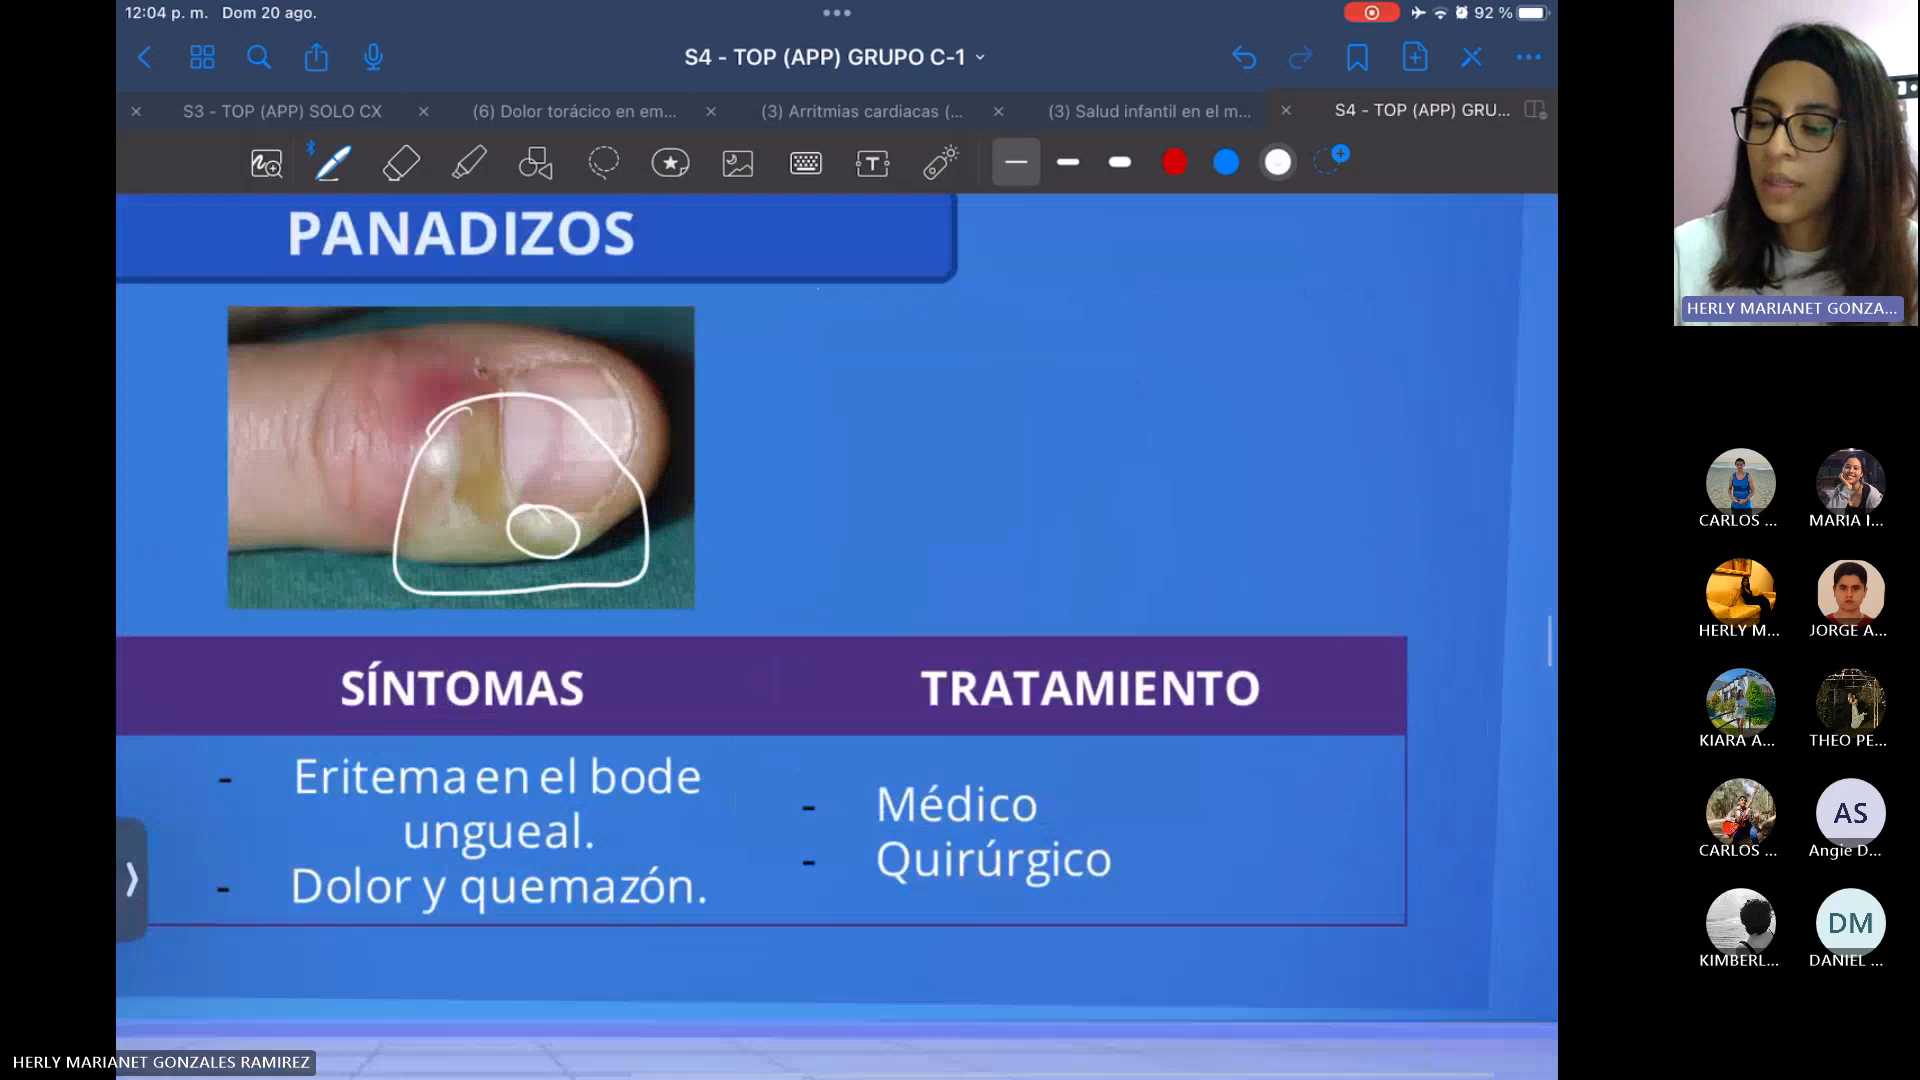 12:04 p. m. Dom 20 ago.
92 %
S4 - TOP (APP) GRUPO C-1
S3 - TOP (APP) SOLO CX
(6) Dolor torácico en em...
(3) Arritmias cardiacas (...
(3) Salud infantil en el m...
S4 - TOP (APP) GRU...
PANADIZOS
SÍNTOMAS
TRATAMIENTO
- Eritema en el bode
ungueal.
- Dolor y quemazón.
- Médico
- Quirúrgico
HERLY MARIANET GONZA...
CARLOS ...
MARIA I...
HERLY M...
JORGE A...
KIARA A...
THEO PE...
CARLOS ...
AS
Angie D...
KIMBERL...
DM
DANIEL ...
HERLY MARIANET GONZALES RAMIREZ